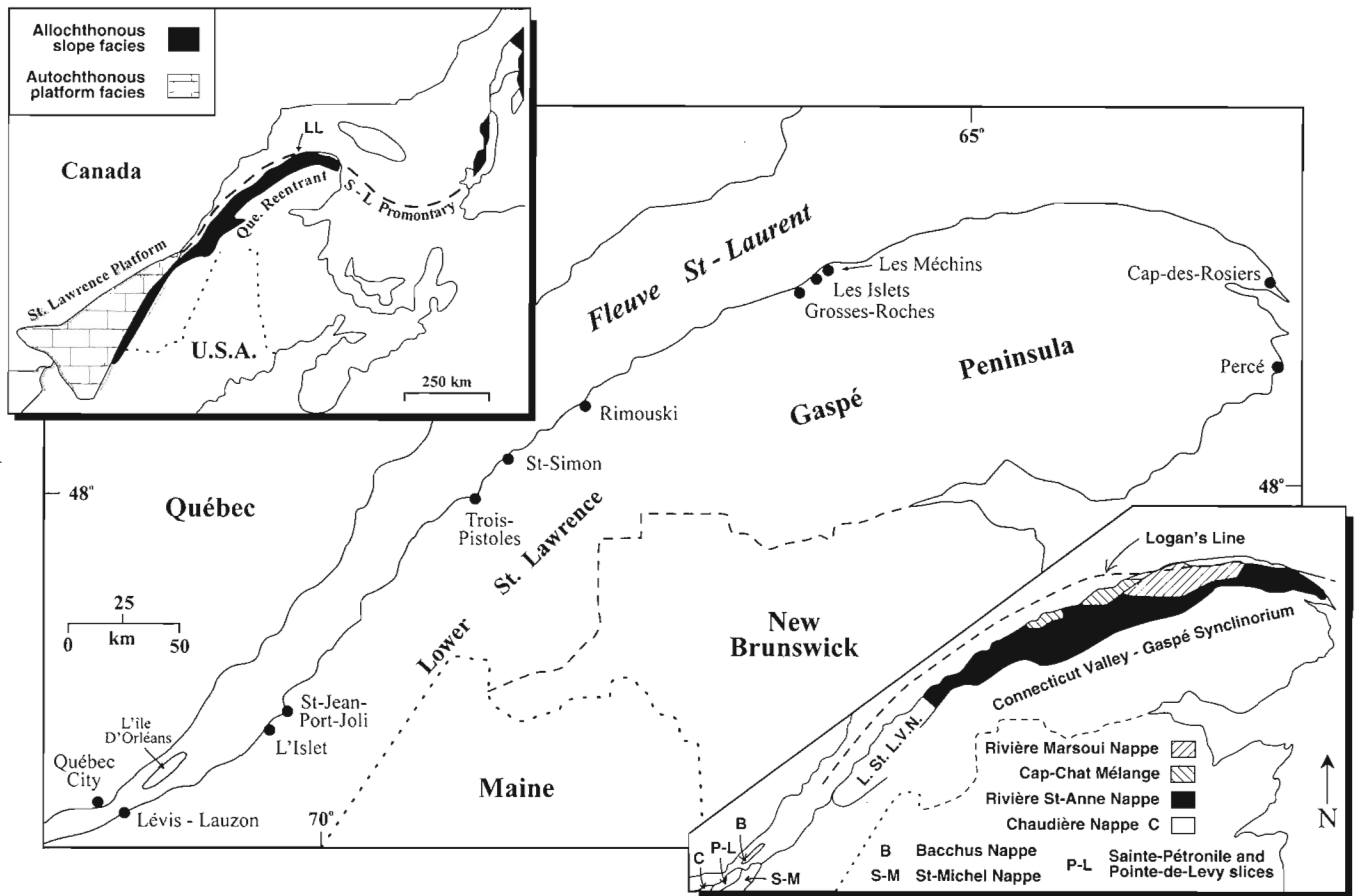 Allochthonous
slope facies
Autochthonous
platform facies
LL
Canada
Que. Reentrant
S - L Promontary
St. Lawrence Platform
U.S.A.
250 km
65°
Fleuve St - Laurent
Les Méchins
Les Islets
Grosses-Roches
Cap-des-Rosiers
Percé
Gaspé Peninsula
Rimouski
St-Simon
Trois-
Pistoles
48°
48°
Québec
Lower St. Lawrence
New
Brunswick
25
km
0 50
St-Jean-
Port-Joli
L'Islet
L'île
D'Orléans
Québec
City
Lévis - Lauzon
70°
Maine
Logan's Line
Connecticut Valley - Gaspé Synclinorium
L. St. L.V.N.
Rivière Marsoui Nappe
Cap-Chat Mélange
Rivière St-Anne Nappe
Chaudière Nappe C
N
B
P-L
C
S-M
B Bacchus Nappe
S-M St-Michel Nappe
P-L Sainte-Pétronile and
Pointe-de-Levy slices